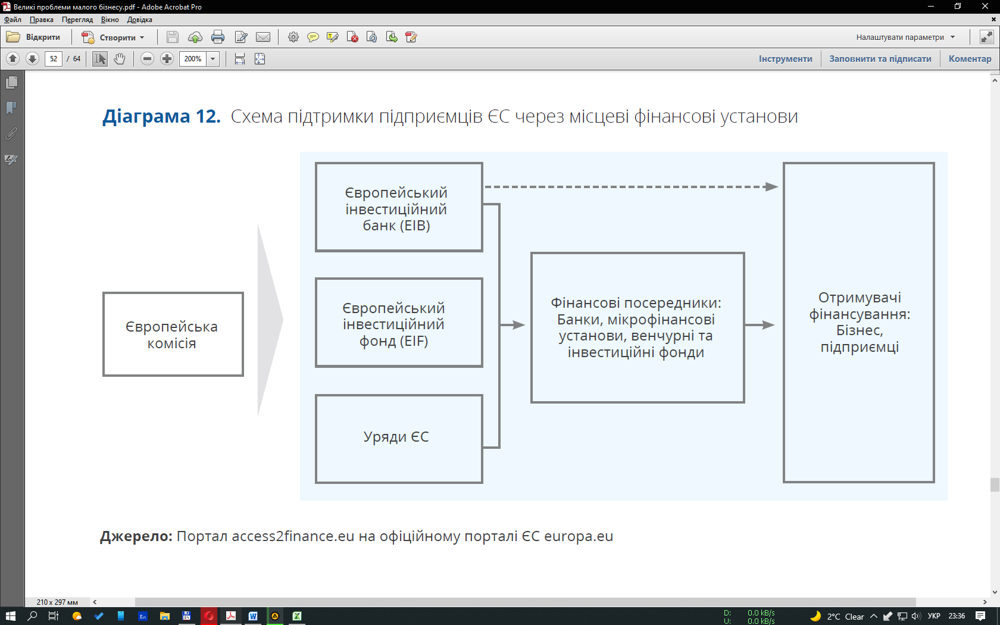 Великі проблеми малого бізнесу.pdf - Adobe Acrobat Pro
Файл Правка Перегляд Вікно Довідка
Відкрити Створити Налаштувати параметри
52 / 64 200% Інструменти Заповнити та підписати Коментар
Діаграма 12. Схема підтримки підприємців ЄС через місцеві фінансові установи
Європейська
комісія
Європейський
інвестиційний
банк (EIB)
Європейський
інвестиційний
фонд (EIF)
Уряди ЄС
Фінансові посередники:
Банки, мікрофінансові
установи, венчурні та
інвестиційні фонди
Отримувачі
фінансування:
Бізнес,
підприємці
Джерело: Портал access2finance.eu на офіційному порталі ЄС europa.eu
210 x 297 мм
En
64
D: 0.0 kB/s
U: 0.0 kB/s
2°C Clear
УКР
23:36